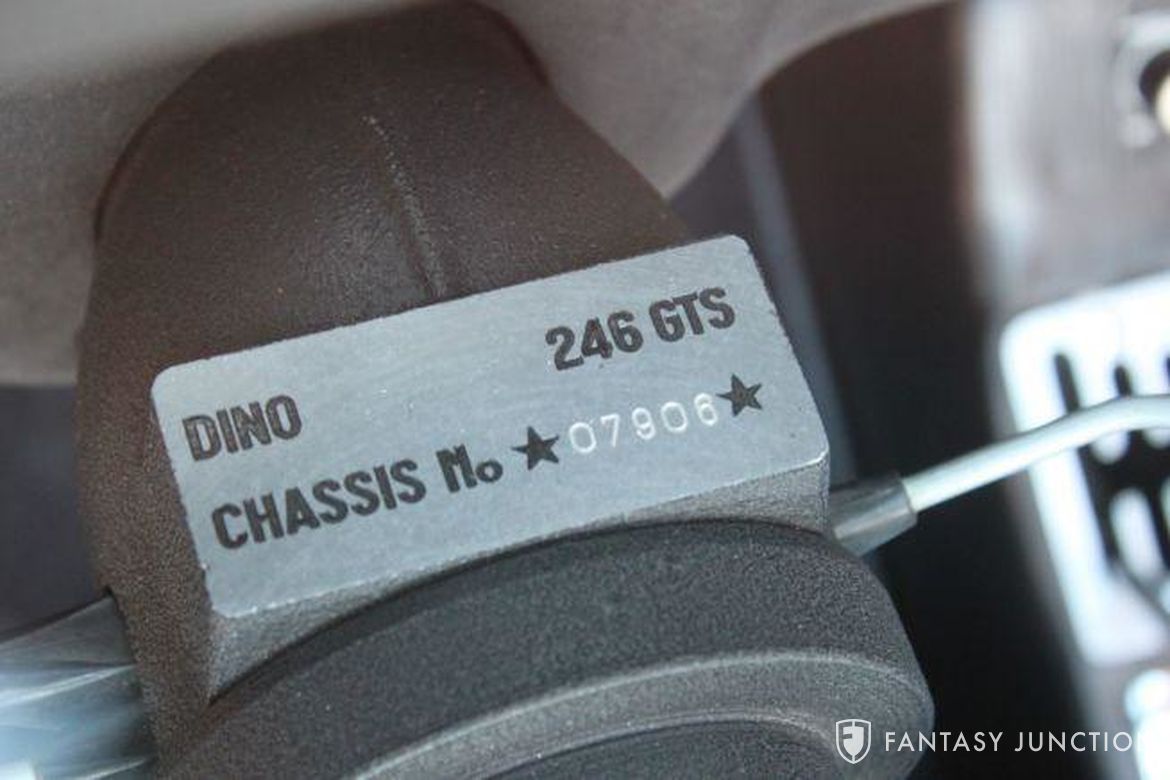 DINO 246 GTS
CHASSIS No ★07906★
FANTASY JUNCTION